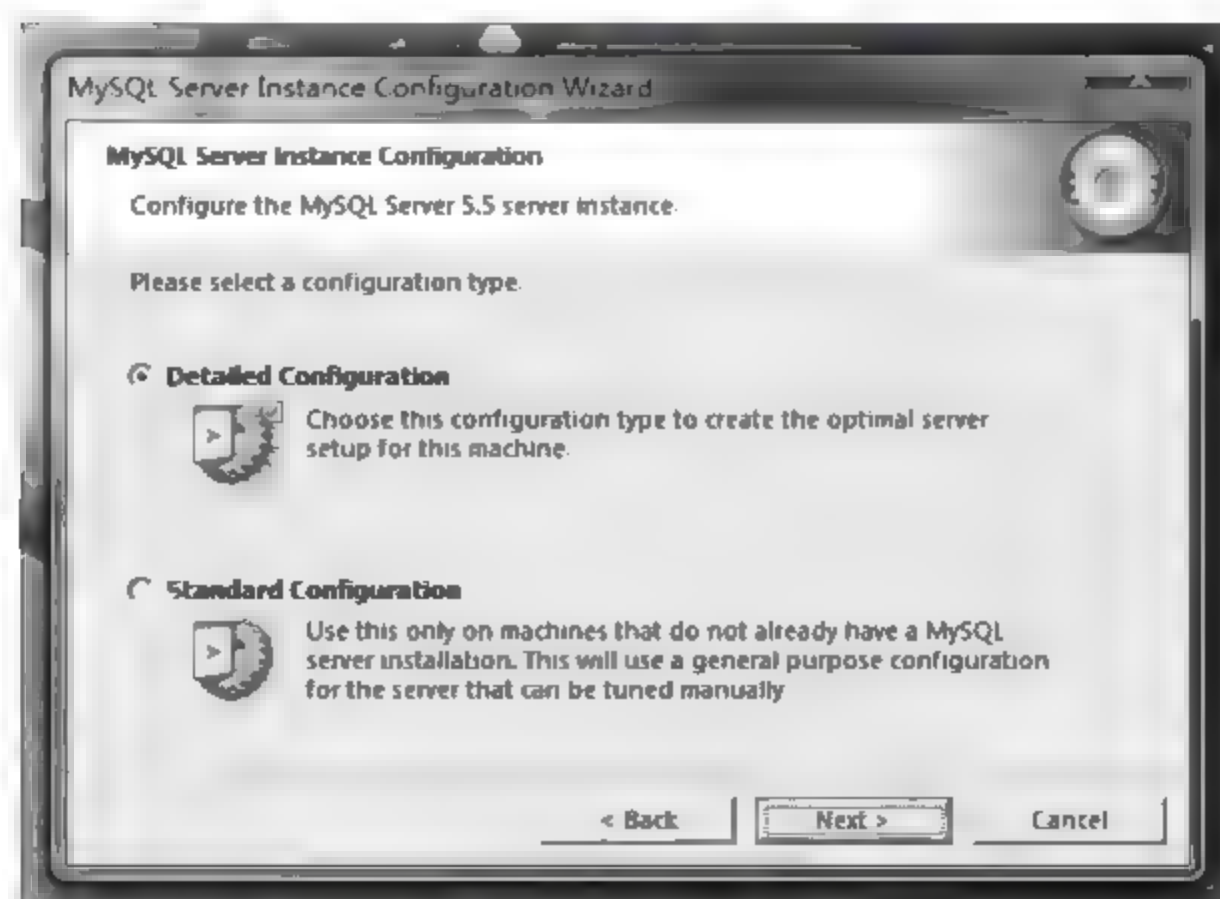 MySQL Server Instance Configuration Wizard
MySQL Server Instance Configuration
Configure the MySQL Server 5.5 server instance.
Please select a configuration type.
Detailed Configuration
Choose this configuration type to create the optimal server
setup for this machine.
Standard Configuration
Use this only on machines that do not already have a MySQL
server installation. This will use a general purpose configuration
for the server that can be tuned manually
< Back
Next >
Cancel